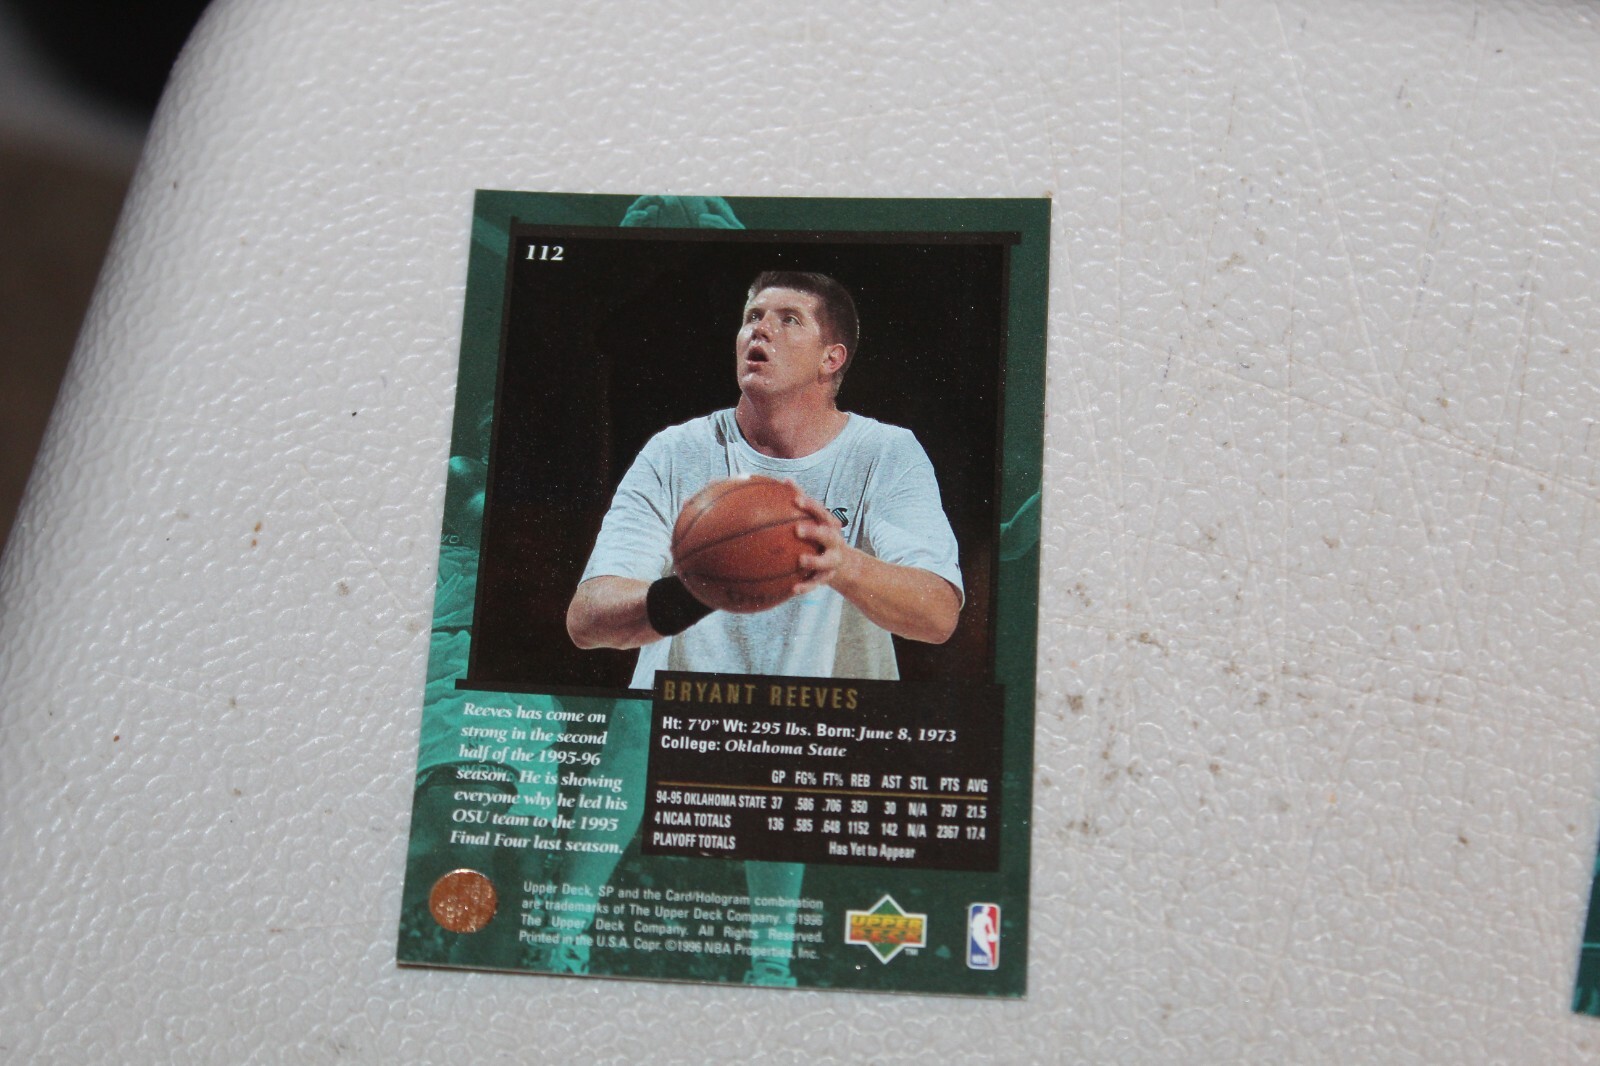 112
BRYANT REEVES
Ht: 7'0" Wt: 295 lbs. Born: June 8, 1973
College: Oklahoma State
GP FG% FT% REB AST STL PTS AVG
94-95 OKLAHOMA STATE 37 .586 .706 350 30 N/A 797 21.5
4 NCAA TOTALS 136 .585 .648 1152 142 N/A 2367 17.4
PLAYOFF TOTALS Has Yet to Appear
Reeves has come on
strong in the second
half of the 1995-96
season. He is showing
everyone why he led his
OSU team to the 1995
Final Four last season.
Upper Deck, SP and the Card/Hologram combination
are trademarks of The Upper Deck Company. ©1996
The Upper Deck Company. All Rights Reserved.
Printed in the U.S.A. Copr. ©1996 NBA Properties, Inc.
UPPER
DECK
TM
NBA